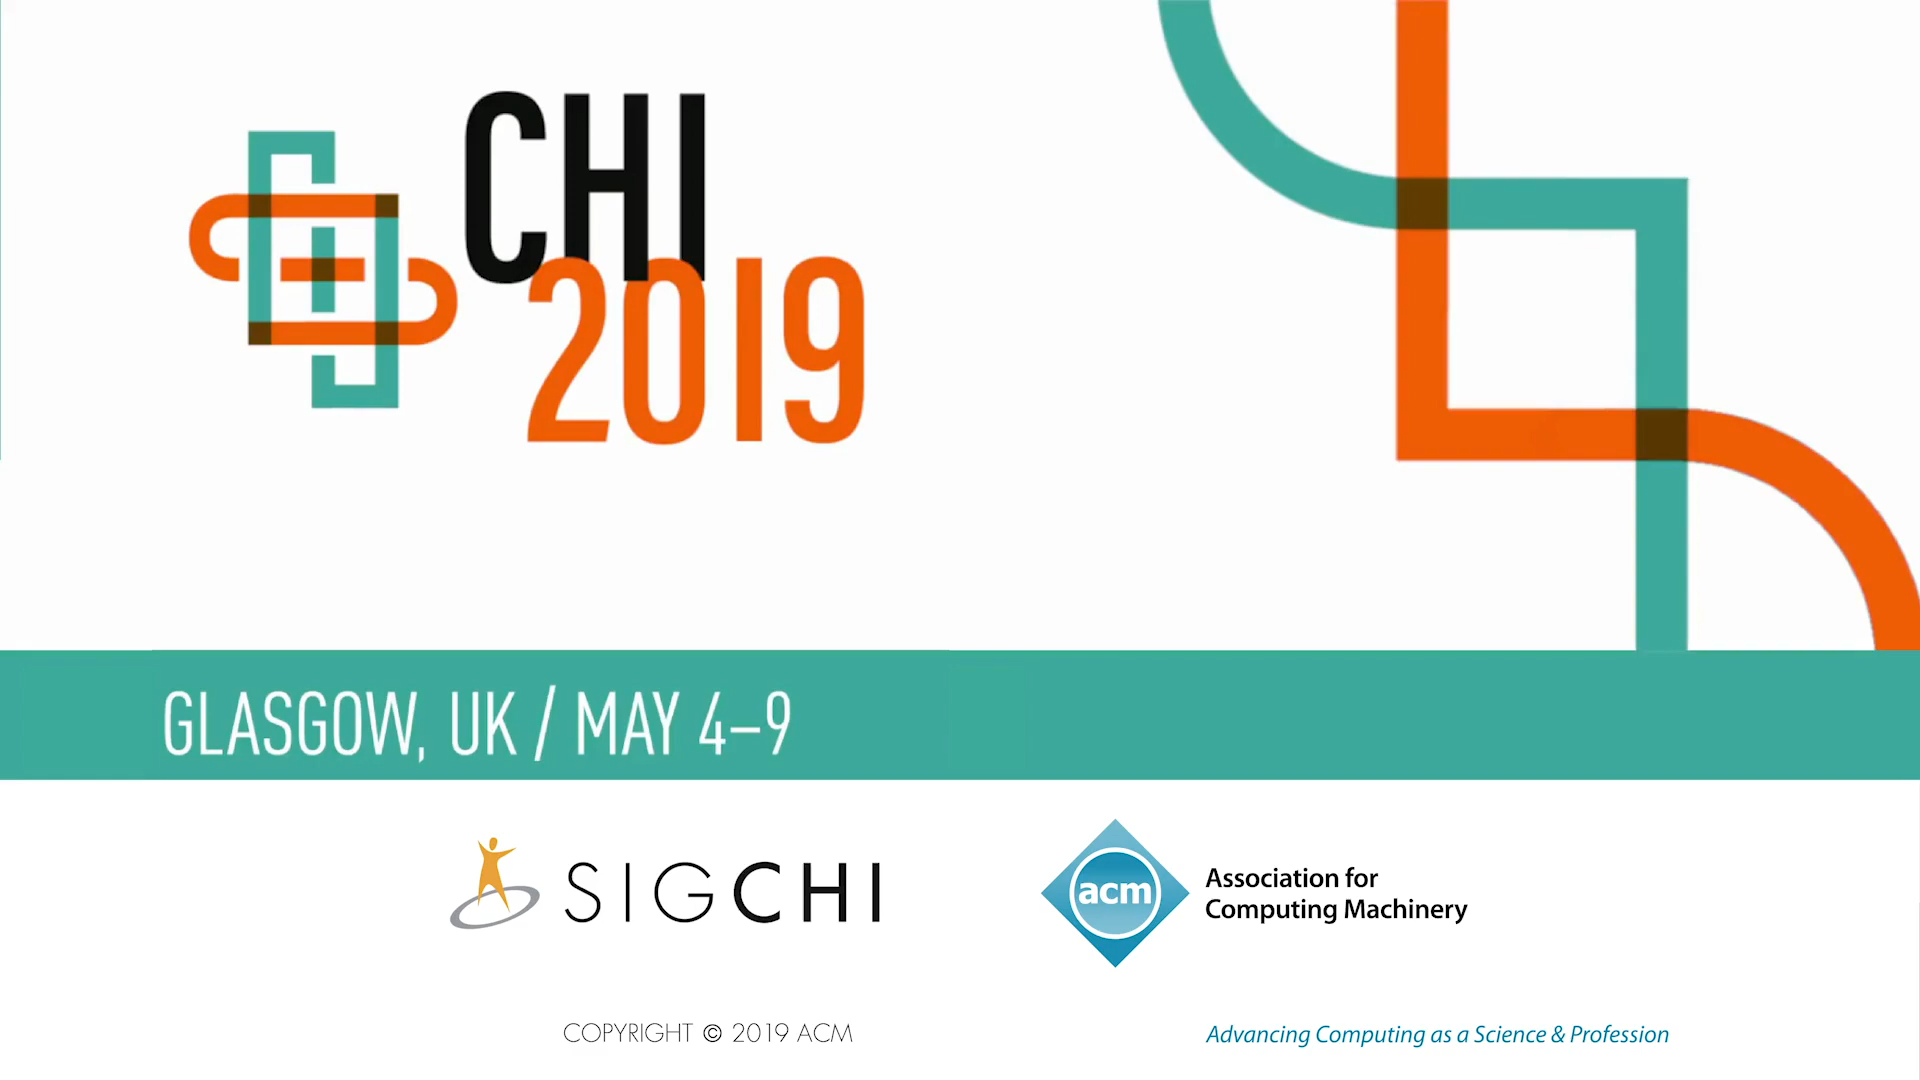 CHI
2019
GLASGOW, UK / MAY 4–9
SIGCHI
acm
Association for
Computing Machinery
COPYRIGHT © 2019 ACM
Advancing Computing as a Science & Profession